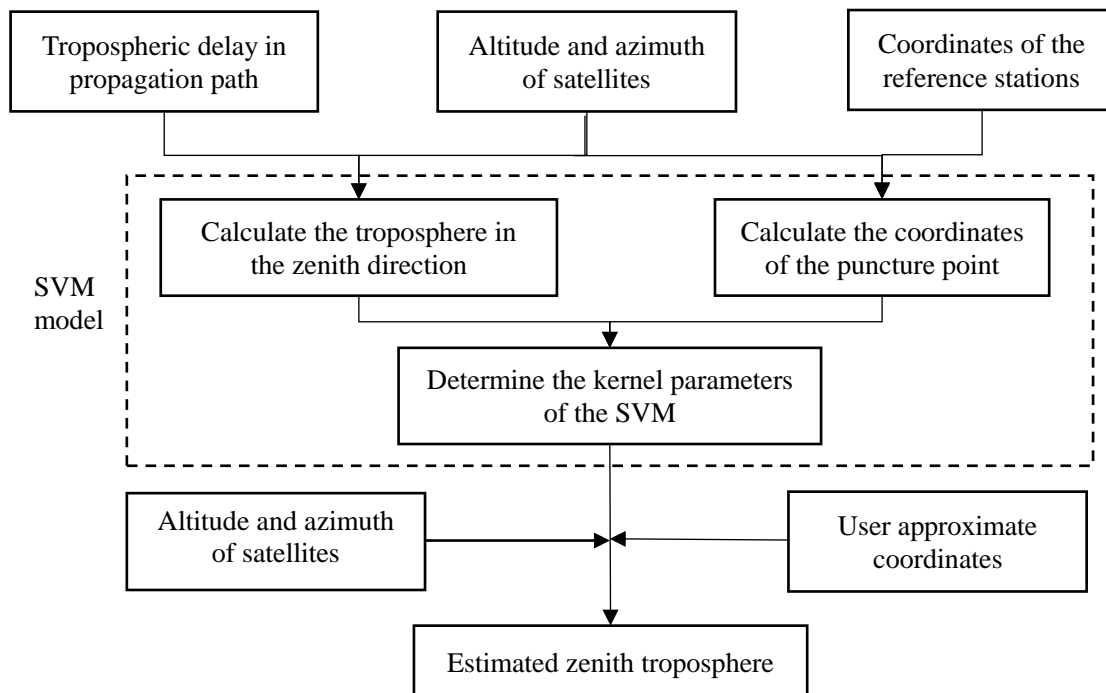 Tropospheric delay in
propagation path
Altitude and azimuth
of satellites
Coordinates of the
reference stations
Calculate the troposphere in
the zenith direction
Calculate the coordinates
of the puncture point
SVM
model
Determine the kernel parameters
of the SVM
Altitude and azimuth
of satellites
User approximate
coordinates
Estimated zenith troposphere